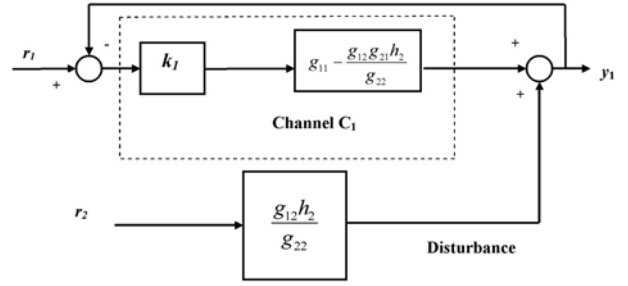 -
+
r₁
k₁
g₁₁ − g₁₂g₂₁h₂ / g₂₂
+
+
y₁
Channel C₁
r₂
g₁₂h₂ / g₂₂
Disturbance